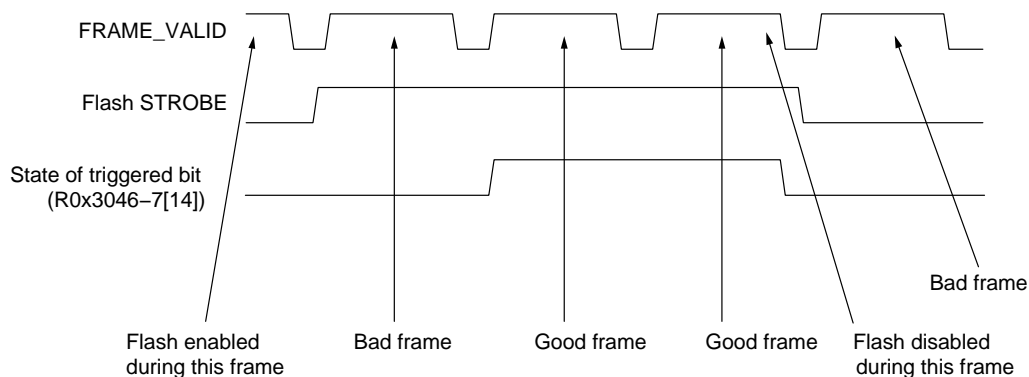 FRAME_VALID
Flash STROBE
State of triggered bit
(R0x3046−7[14])
Bad frame
Flash enabled
during this frame
Bad frame
Good frame
Good frame
Flash disabled
during this frame